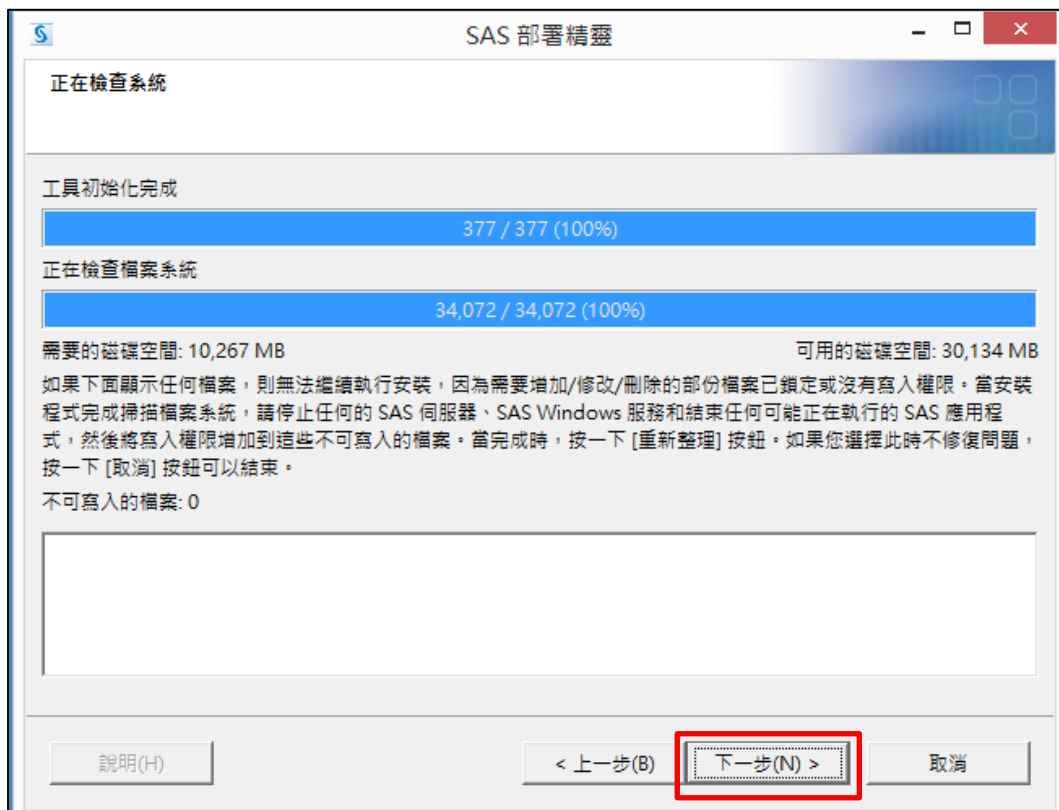 SAS 部署精靈
正在檢查系統
工具初始化完成
377 / 377 (100%)
正在檢查檔案系統
34,072 / 34,072 (100%)
需要的磁碟空間: 10,267 MB
可用的磁碟空間: 30,134 MB
如果下面顯示任何檔案，則無法繼續執行安裝，因為需要增加/修改/刪除的部份檔案已鎖定或沒有寫入權限。當安裝
程式完成掃描檔案系統，請停止任何的 SAS 伺服器、SAS Windows 服務和結束任何可能正在執行的 SAS 應用程
式，然後將寫入權限增加到這些不可寫入的檔案。當完成時，按一下 [重新整理] 按鈕。如果您選擇此時不修復問題，
按一下 [取消] 按鈕可以結束。
不可寫入的檔案: 0
說明(H)
< 上一步(B)
下一步(N) >
取消